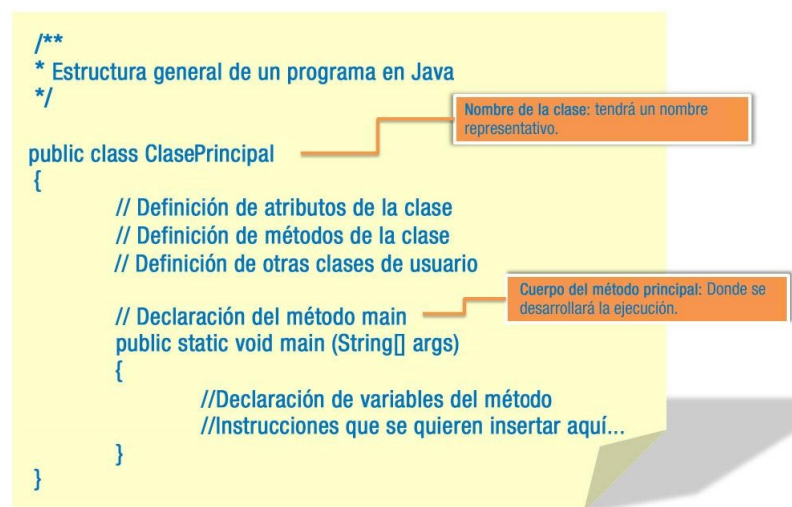 /**
* Estructura general de un programa en Java
*/
Nombre de la clase: tendrá un nombre
representativo.
public class ClasePrincipal
{
// Definición de atributos de la clase
// Definición de métodos de la clase
// Definición de otras clases de usuario
Cuerpo del método principal: Donde se
desarrollará la ejecución.
// Declaración del método main
public static void main (String[] args)
{
//Declaración de variables del método
//Instrucciones que se quieren insertar aquí...
}
}